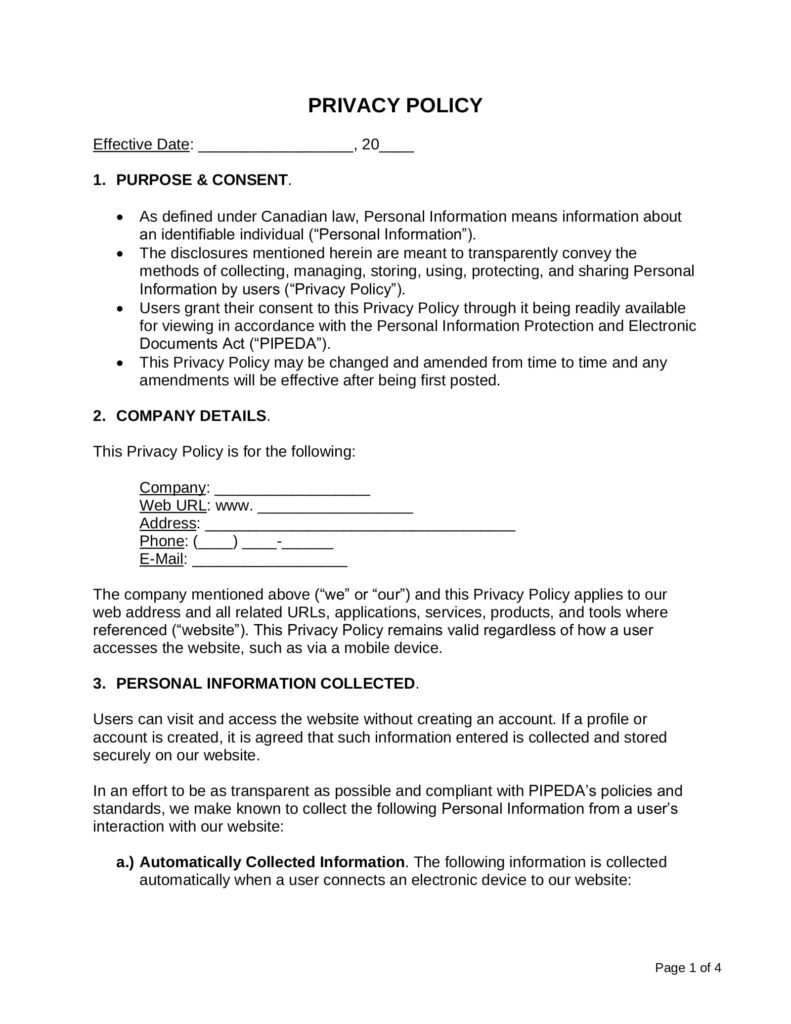 PRIVACY POLICY
Effective Date: __________________, 20____
1. PURPOSE & CONSENT.
• As defined under Canadian law, Personal Information means information about
an identifiable individual (“Personal Information”).
• The disclosures mentioned herein are meant to transparently convey the
methods of collecting, managing, storing, using, protecting, and sharing Personal
Information by users (“Privacy Policy”).
• Users grant their consent to this Privacy Policy through it being readily available
for viewing in accordance with the Personal Information Protection and Electronic
Documents Act (“PIPEDA”).
• This Privacy Policy may be changed and amended from time to time and any
amendments will be effective after being first posted.
2. COMPANY DETAILS.
This Privacy Policy is for the following:
Company: __________________
Web URL: www. __________________
Address: ____________________________________
Phone: (____) ____-______
E-Mail: __________________
The company mentioned above (“we” or “our”) and this Privacy Policy applies to our
web address and all related URLs, applications, services, products, and tools where
referenced (“website”). This Privacy Policy remains valid regardless of how a user
accesses the website, such as via a mobile device.
3. PERSONAL INFORMATION COLLECTED.
Users can visit and access the website without creating an account. If a profile or
account is created, it is agreed that such information entered is collected and stored
securely on our website.
In an effort to be as transparent as possible and compliant with PIPEDA’s policies and
standards, we make known to collect the following Personal Information from a user’s
interaction with our website:
a.) Automatically Collected Information. The following information is collected
automatically when a user connects an electronic device to our website:
Page 1 of 4